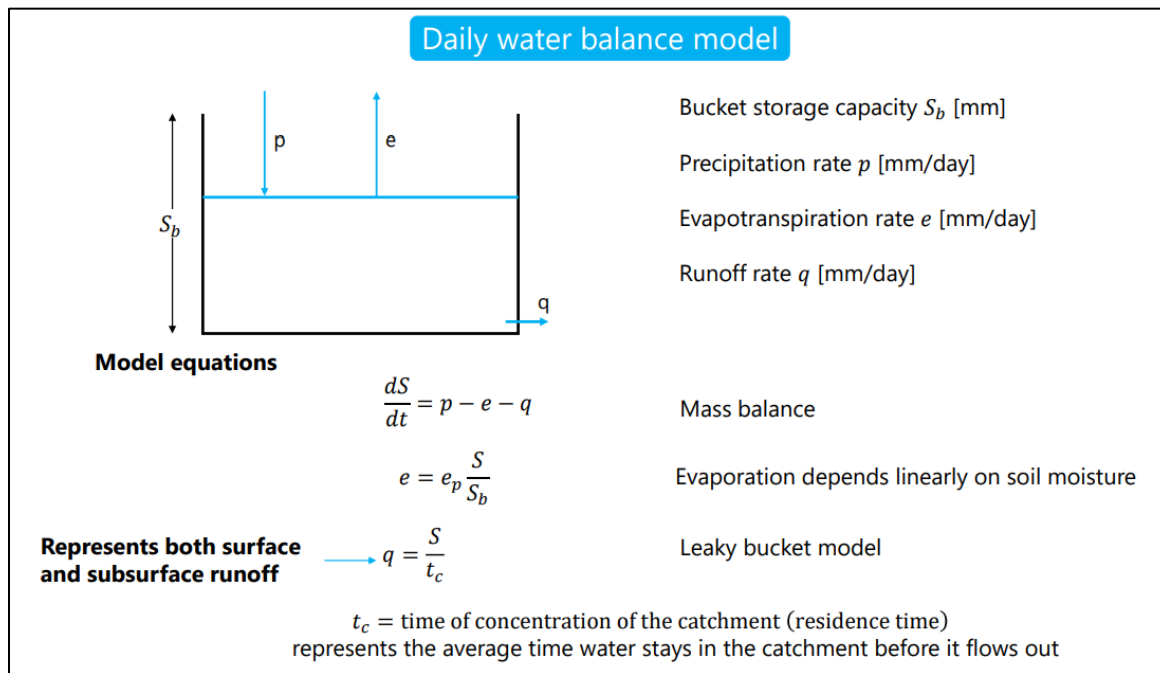 Daily water balance model
p
e
S_b
q
Bucket storage capacity S_b [mm]
Precipitation rate p [mm/day]
Evapotranspiration rate e [mm/day]
Runoff rate q [mm/day]
Model equations
dS/dt = p − e − q
Mass balance
e = e_p S/S_b
Evaporation depends linearly on soil moisture
Represents both surface
and subsurface runoff
q = S/t_c
Leaky bucket model
t_c = time of concentration of the catchment (residence time)
represents the average time water stays in the catchment before it flows out